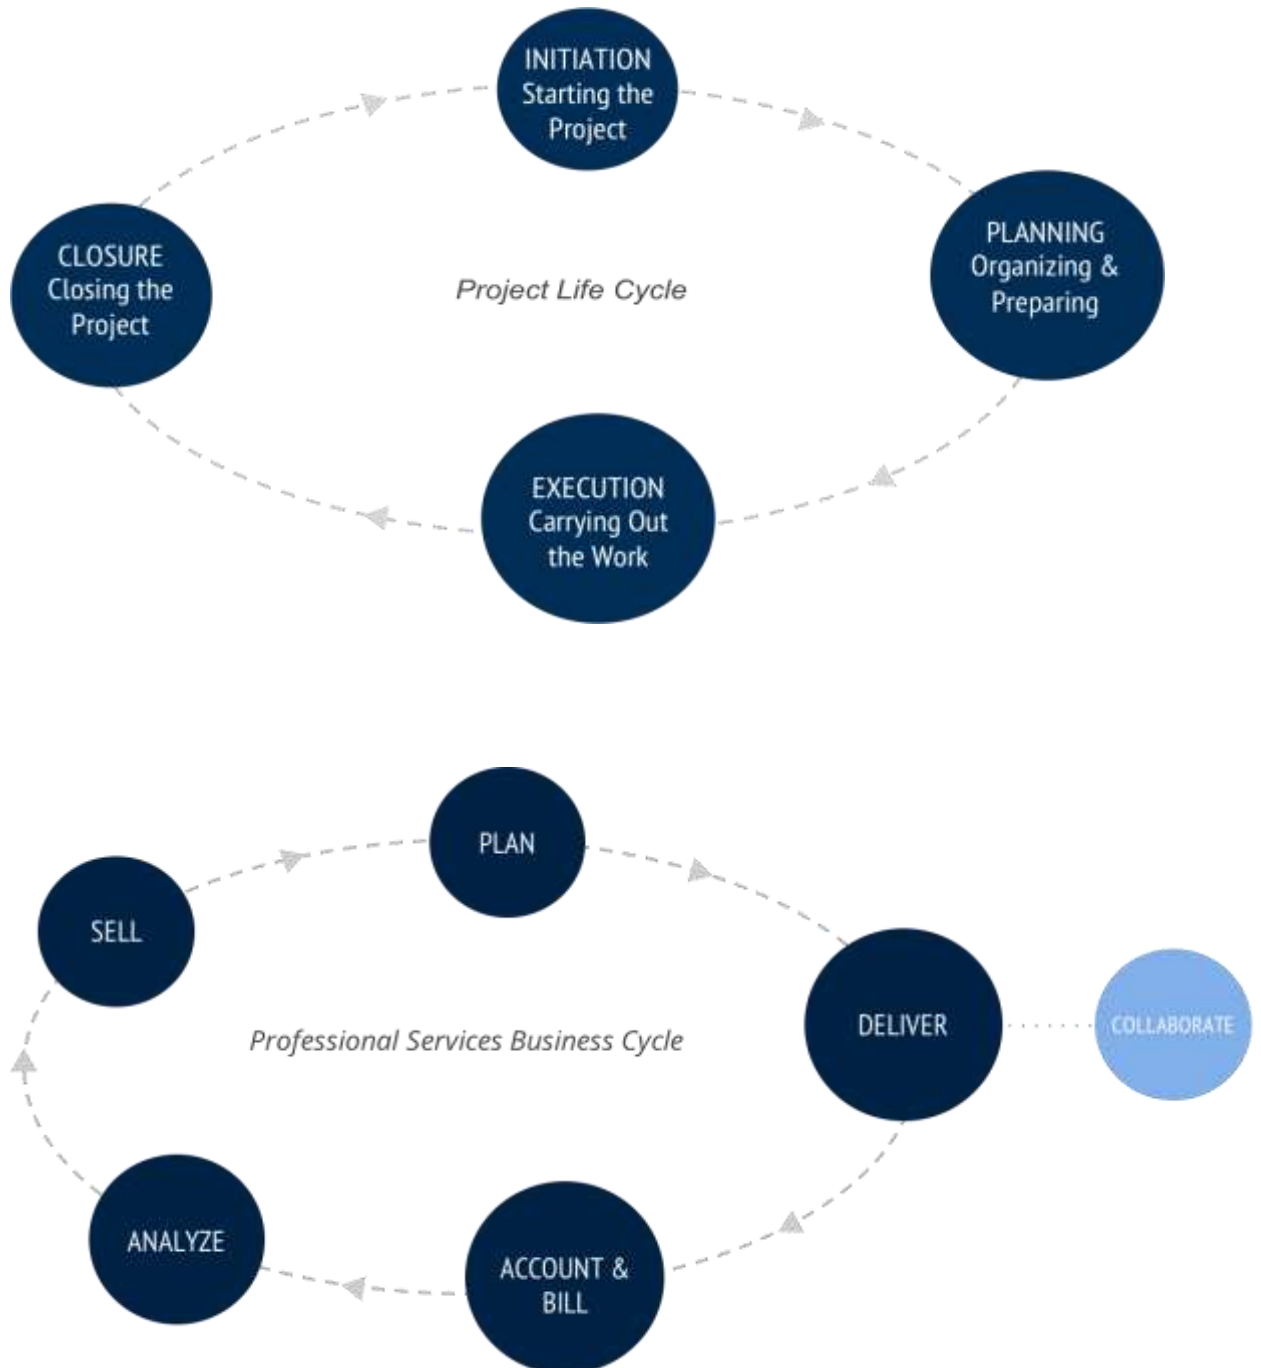 INITIATION
Starting the
Project
PLANNING
Organizing &
Preparing
CLOSURE
Closing the
Project
Project Life Cycle
EXECUTION
Carrying Out
the Work
PLAN
SELL
DELIVER
COLLABORATE
Professional Services Business Cycle
ANALYZE
ACCOUNT &
BILL